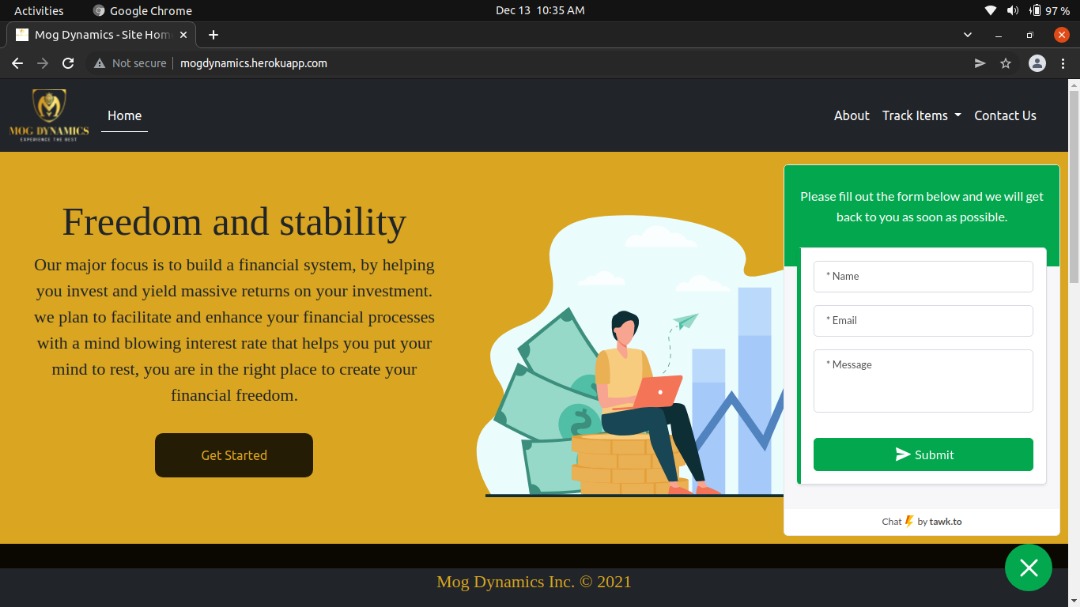 Activities
Google Chrome
Dec 13 10:35 AM
97 %
Mog Dynamics - Site Hom
Not secure
mogdynamics.herokuapp.com
MOG DYNAMICS
EXPERIENCE THE BEST
Home
About
Track Items
Contact Us
Freedom and stability
Our major focus is to build a financial system, by helping
you invest and yield massive returns on your investment.
we plan to facilitate and enhance your financial processes
with a mind blowing interest rate that helps you put your
mind to rest, you are in the right place to create your
financial freedom.
Get Started
Please fill out the form below and we will get
back to you as soon as possible.
* Name
* Email
* Message
Submit
Chat by tawk.to
Mog Dynamics Inc. © 2021